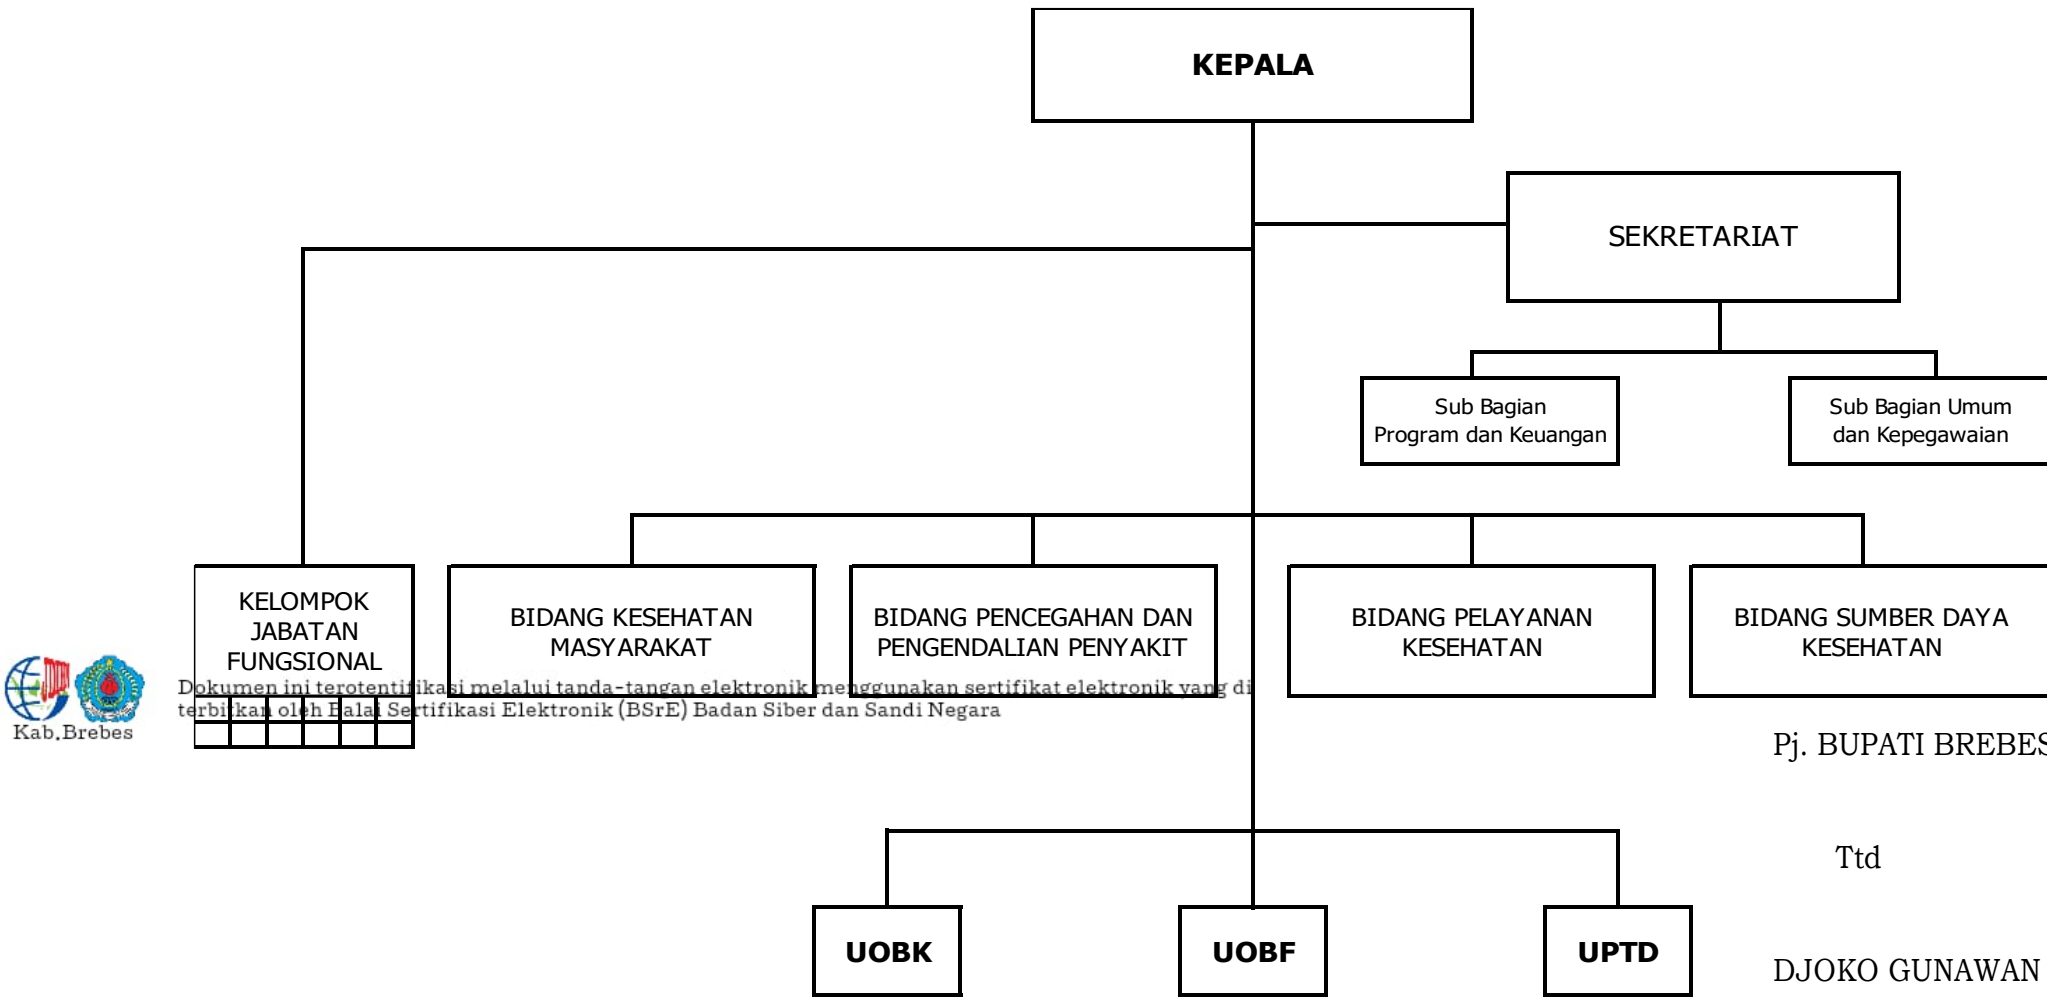 KEPALA
SEKRETARIAT
Sub Bagian
Program dan Keuangan
Sub Bagian Umum
dan Kepegawaian
KELOMPOK
JABATAN
FUNGSIONAL
BIDANG KESEHATAN
MASYARAKAT
BIDANG PENCEGAHAN DAN
PENGENDALIAN PENYAKIT
BIDANG PELAYANAN
KESEHATAN
BIDANG SUMBER DAYA
KESEHATAN
Dokumen ini terotentifikasi melalui tanda-tangan elektronik menggunakan sertifikat elektronik yang di
terbitkan oleh Balai Sertifikasi Elektronik (BSrE) Badan Siber dan Sandi Negara
Kab.Brebes
Pj. BUPATI BREBES
Ttd
DJOKO GUNAWAN
UOBK
UOBF
UPTD